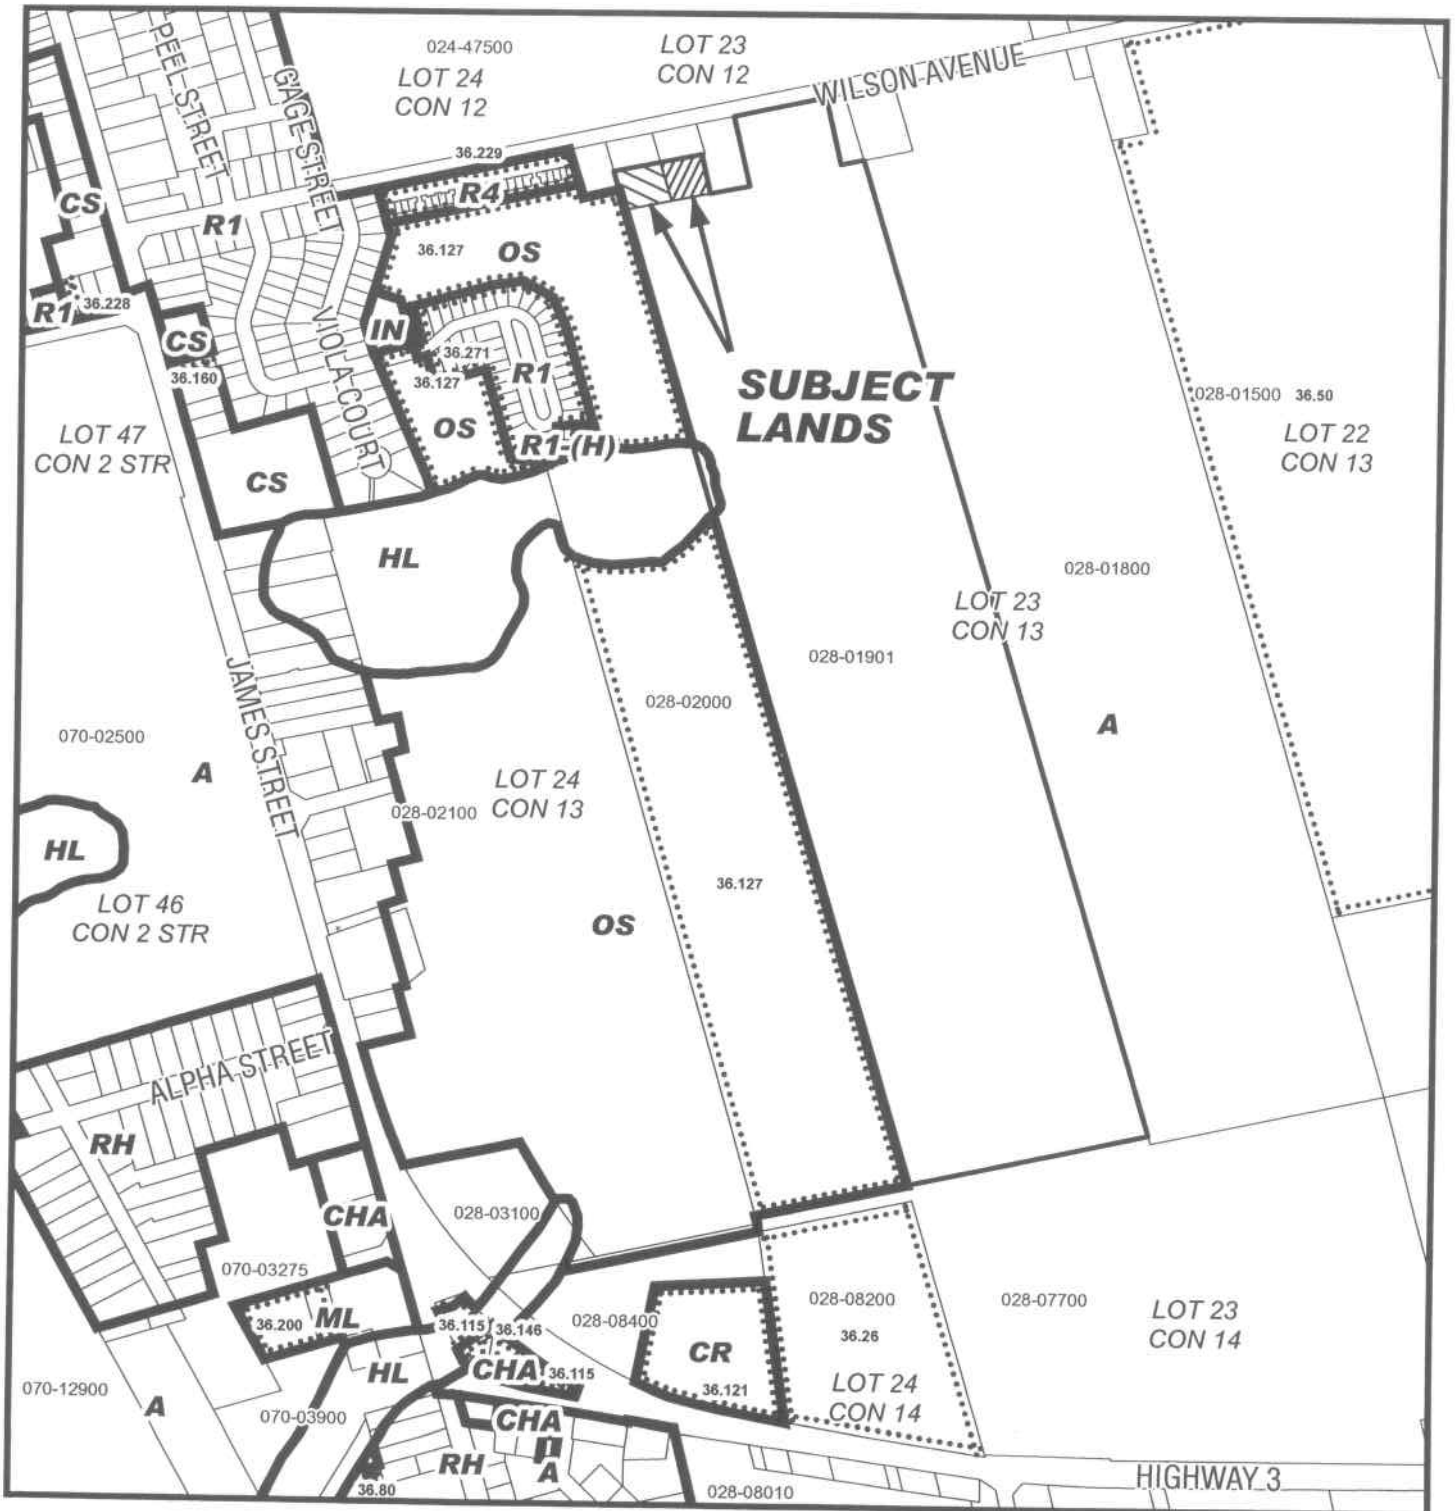 024-47500
LOT 23
CON 12
LOT 24
CON 12
WILSON AVENUE
PEEL STREET
GAGE STREET
36.229
R4
CS
R1
36.127
OS
R1
36.228
IN
CS
VIOLA COURT
36.271
36.160
36.127
R1
SUBJECT
LANDS
028-01500
36.50
LOT 22
CON 13
LOT 47
CON 2 STR
OS
R1-(H)
CS
HL
028-01800
LOT 23
CON 13
028-01901
JAMES STREET
028-02000
070-02500
A
A
LOT 24
CON 13
028-02100
HL
36.127
LOT 46
CON 2 STR
OS
ALPHA STREET
RH
CHA
028-03100
070-03275
36.200
ML
36.115
36.146
028-08400
028-08200
36.26
028-07700
LOT 23
CON 14
HL
CHA
36.115
CR
36.121
LOT 24
CON 14
070-12900
A
070-03900
CHA
RH
A
36.80
028-08010
HIGHWAY 3